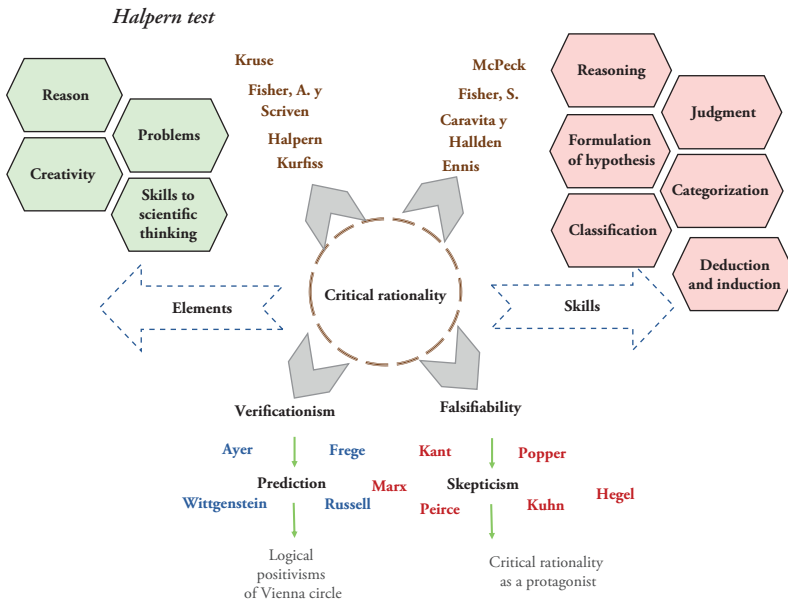 Halpern test
Reason
Problems
Creativity
Skills to
scientific
thinking
Kruse
Fisher, A. y
Scriven
Halpern
Kurfiss
McPeck
Fisher, S.
Caravita y
Hallden
Ennis
Reasoning
Judgment
Formulation
of hypothesis
Categorization
Classification
Deduction
and induction
Elements
Critical rationality
Skills
Verificationism
Falsifiability
Ayer
Frege
Kant
Popper
Prediction
Marx
Skepticism
Wittgenstein
Russell
Peirce
Kuhn
Hegel
Logical
positivisms
of Vienna circle
Critical rationality
as a protagonist